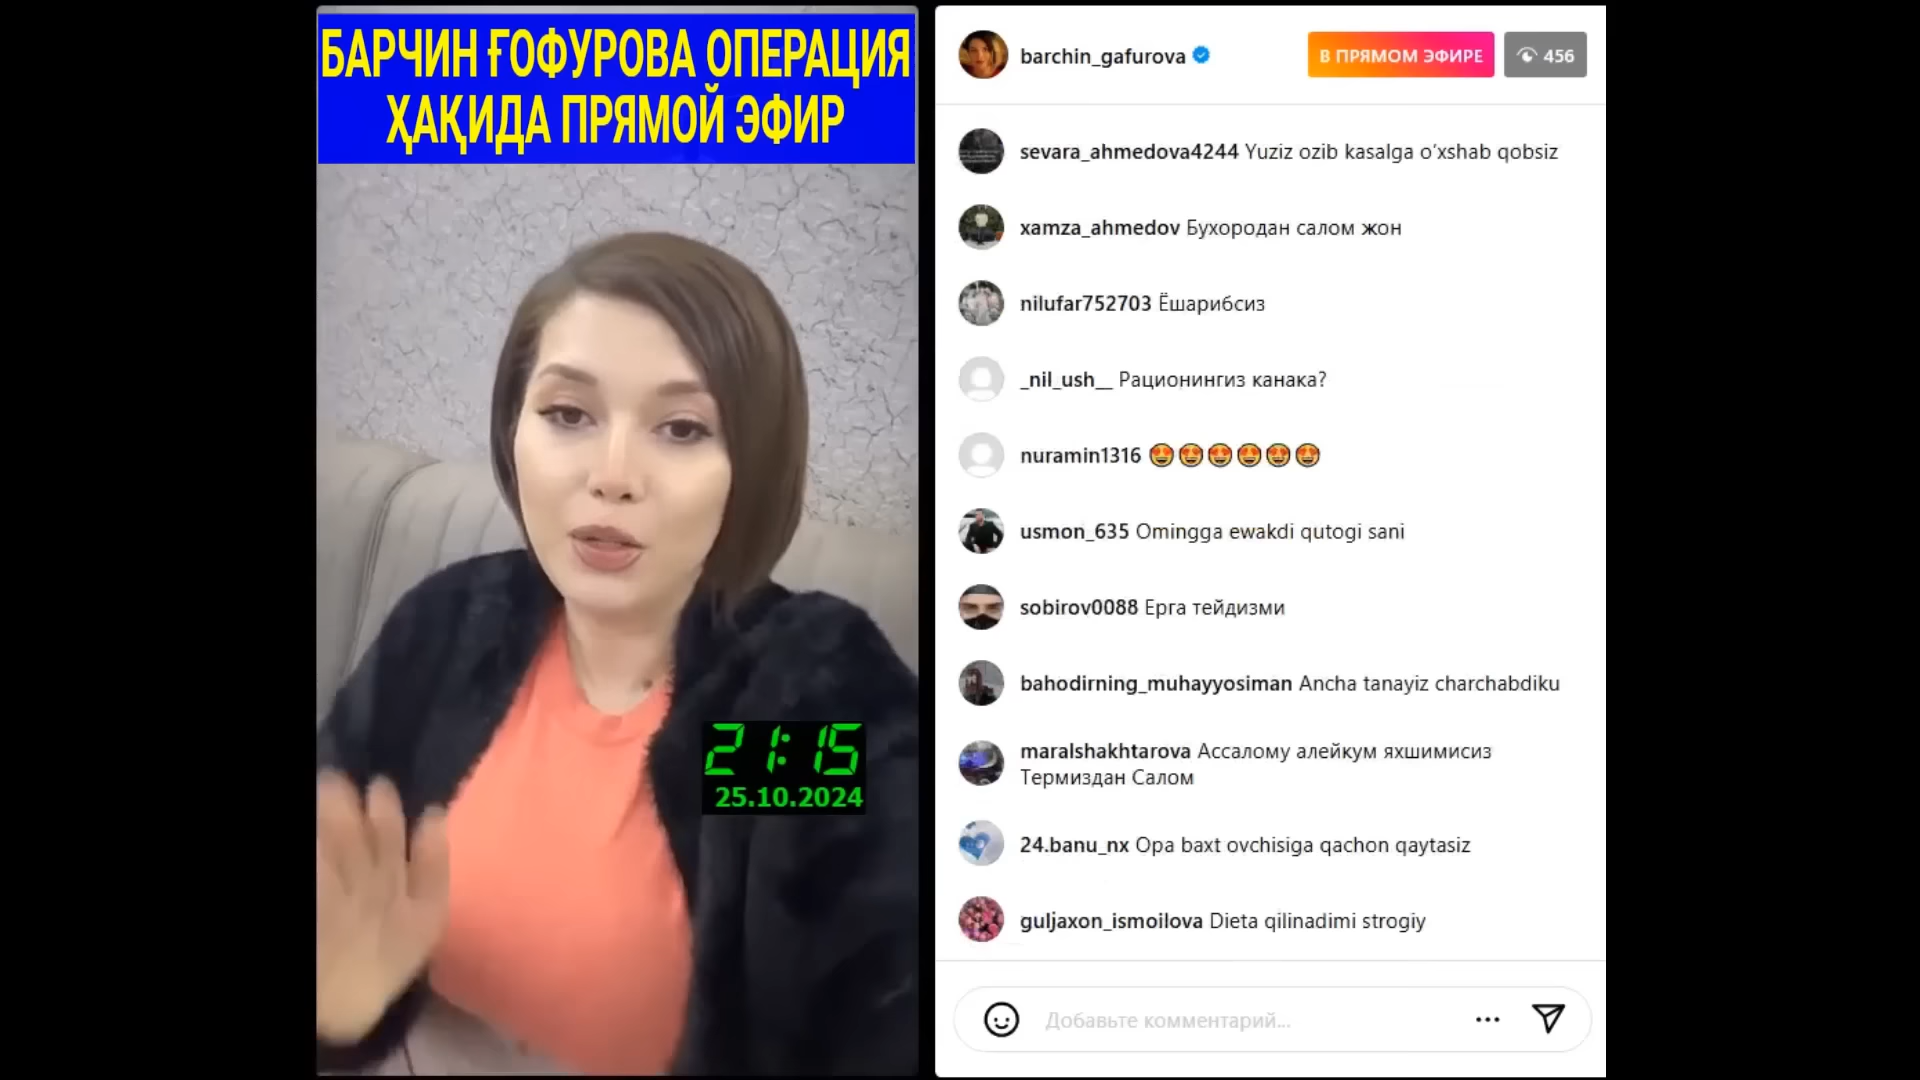 БАРЧИН ҒОФУРОВА ОПЕРАЦИЯ
ҲАҚИДА ПРЯМОЙ ЭФИР
21:15
25.10.2024
barchin_gafurova
В ПРЯМОМ ЭФИРЕ
456
sevara_ahmedova4244 Yuziz ozib kasalga o'xshab qobsiz
xamza_ahmedov Бухородан салом жон
nilufar752703 Ёшарибсиз
_nil_ush__ Рационингиз канака?
nuramin1316 😍😍😍😍😍😍
usmon_635 Omingga ewakdi qutogi sani
sobirov0088 Ерга тейдизми
bahodirning_muhayyosiman Ancha tanayiz charchabdiku
maralshakhtarova Ассалому алейкум яхшимисиз
Термиздан Салом
24.banu_nx Opa baxt ovchisiga qachon qaytasiz
guljaxon_ismoilova Dieta qilinadimi strogiy
Добавьте комментарий...